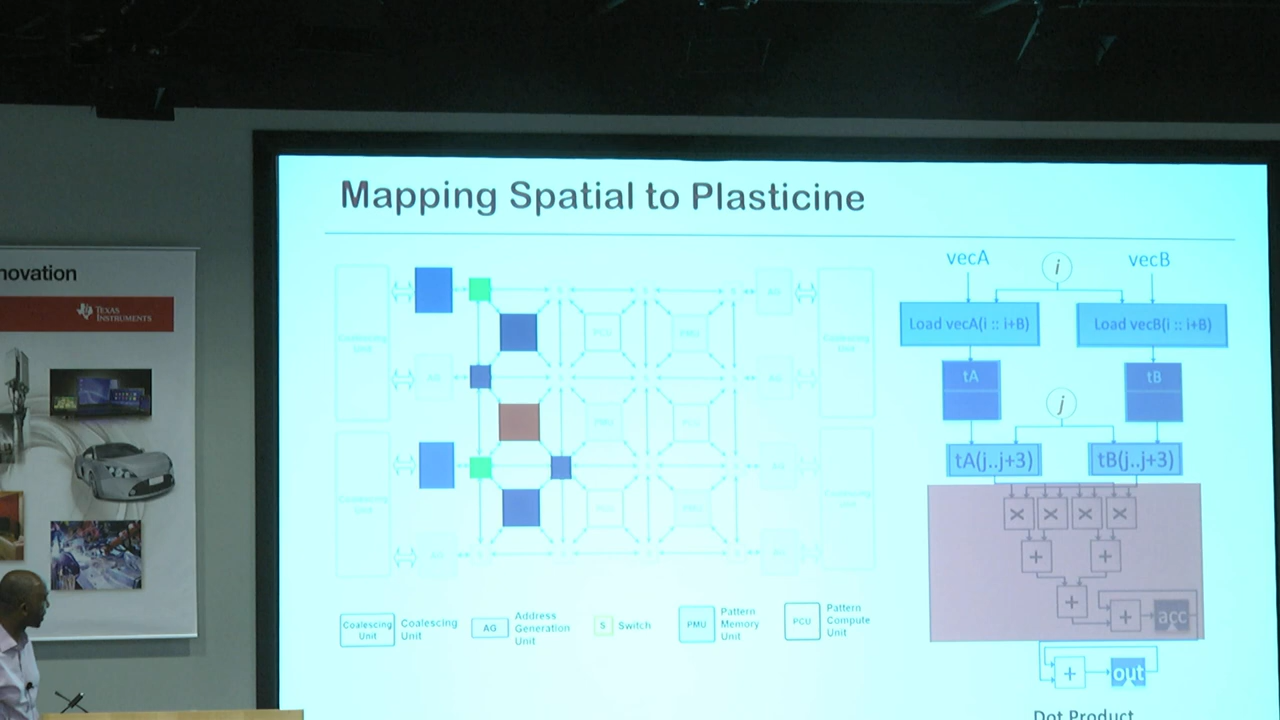 novation
TEXAS
INSTRUMENTS
Mapping Spatial to Plasticine
vecA
i
vecB
Load vecA(i :: i+B)
Load vecB(i :: i+B)
tA
tB
j
tA(j..j+3)
tB(j..j+3)
× × × ×
+ +
+
+ acc
+ out
Dot Product
Coalescing
Unit
Coalescing
Unit
AG
Address
Generation
Unit
S
Switch
PMU
Pattern
Memory
Unit
PCU
Pattern
Compute
Unit